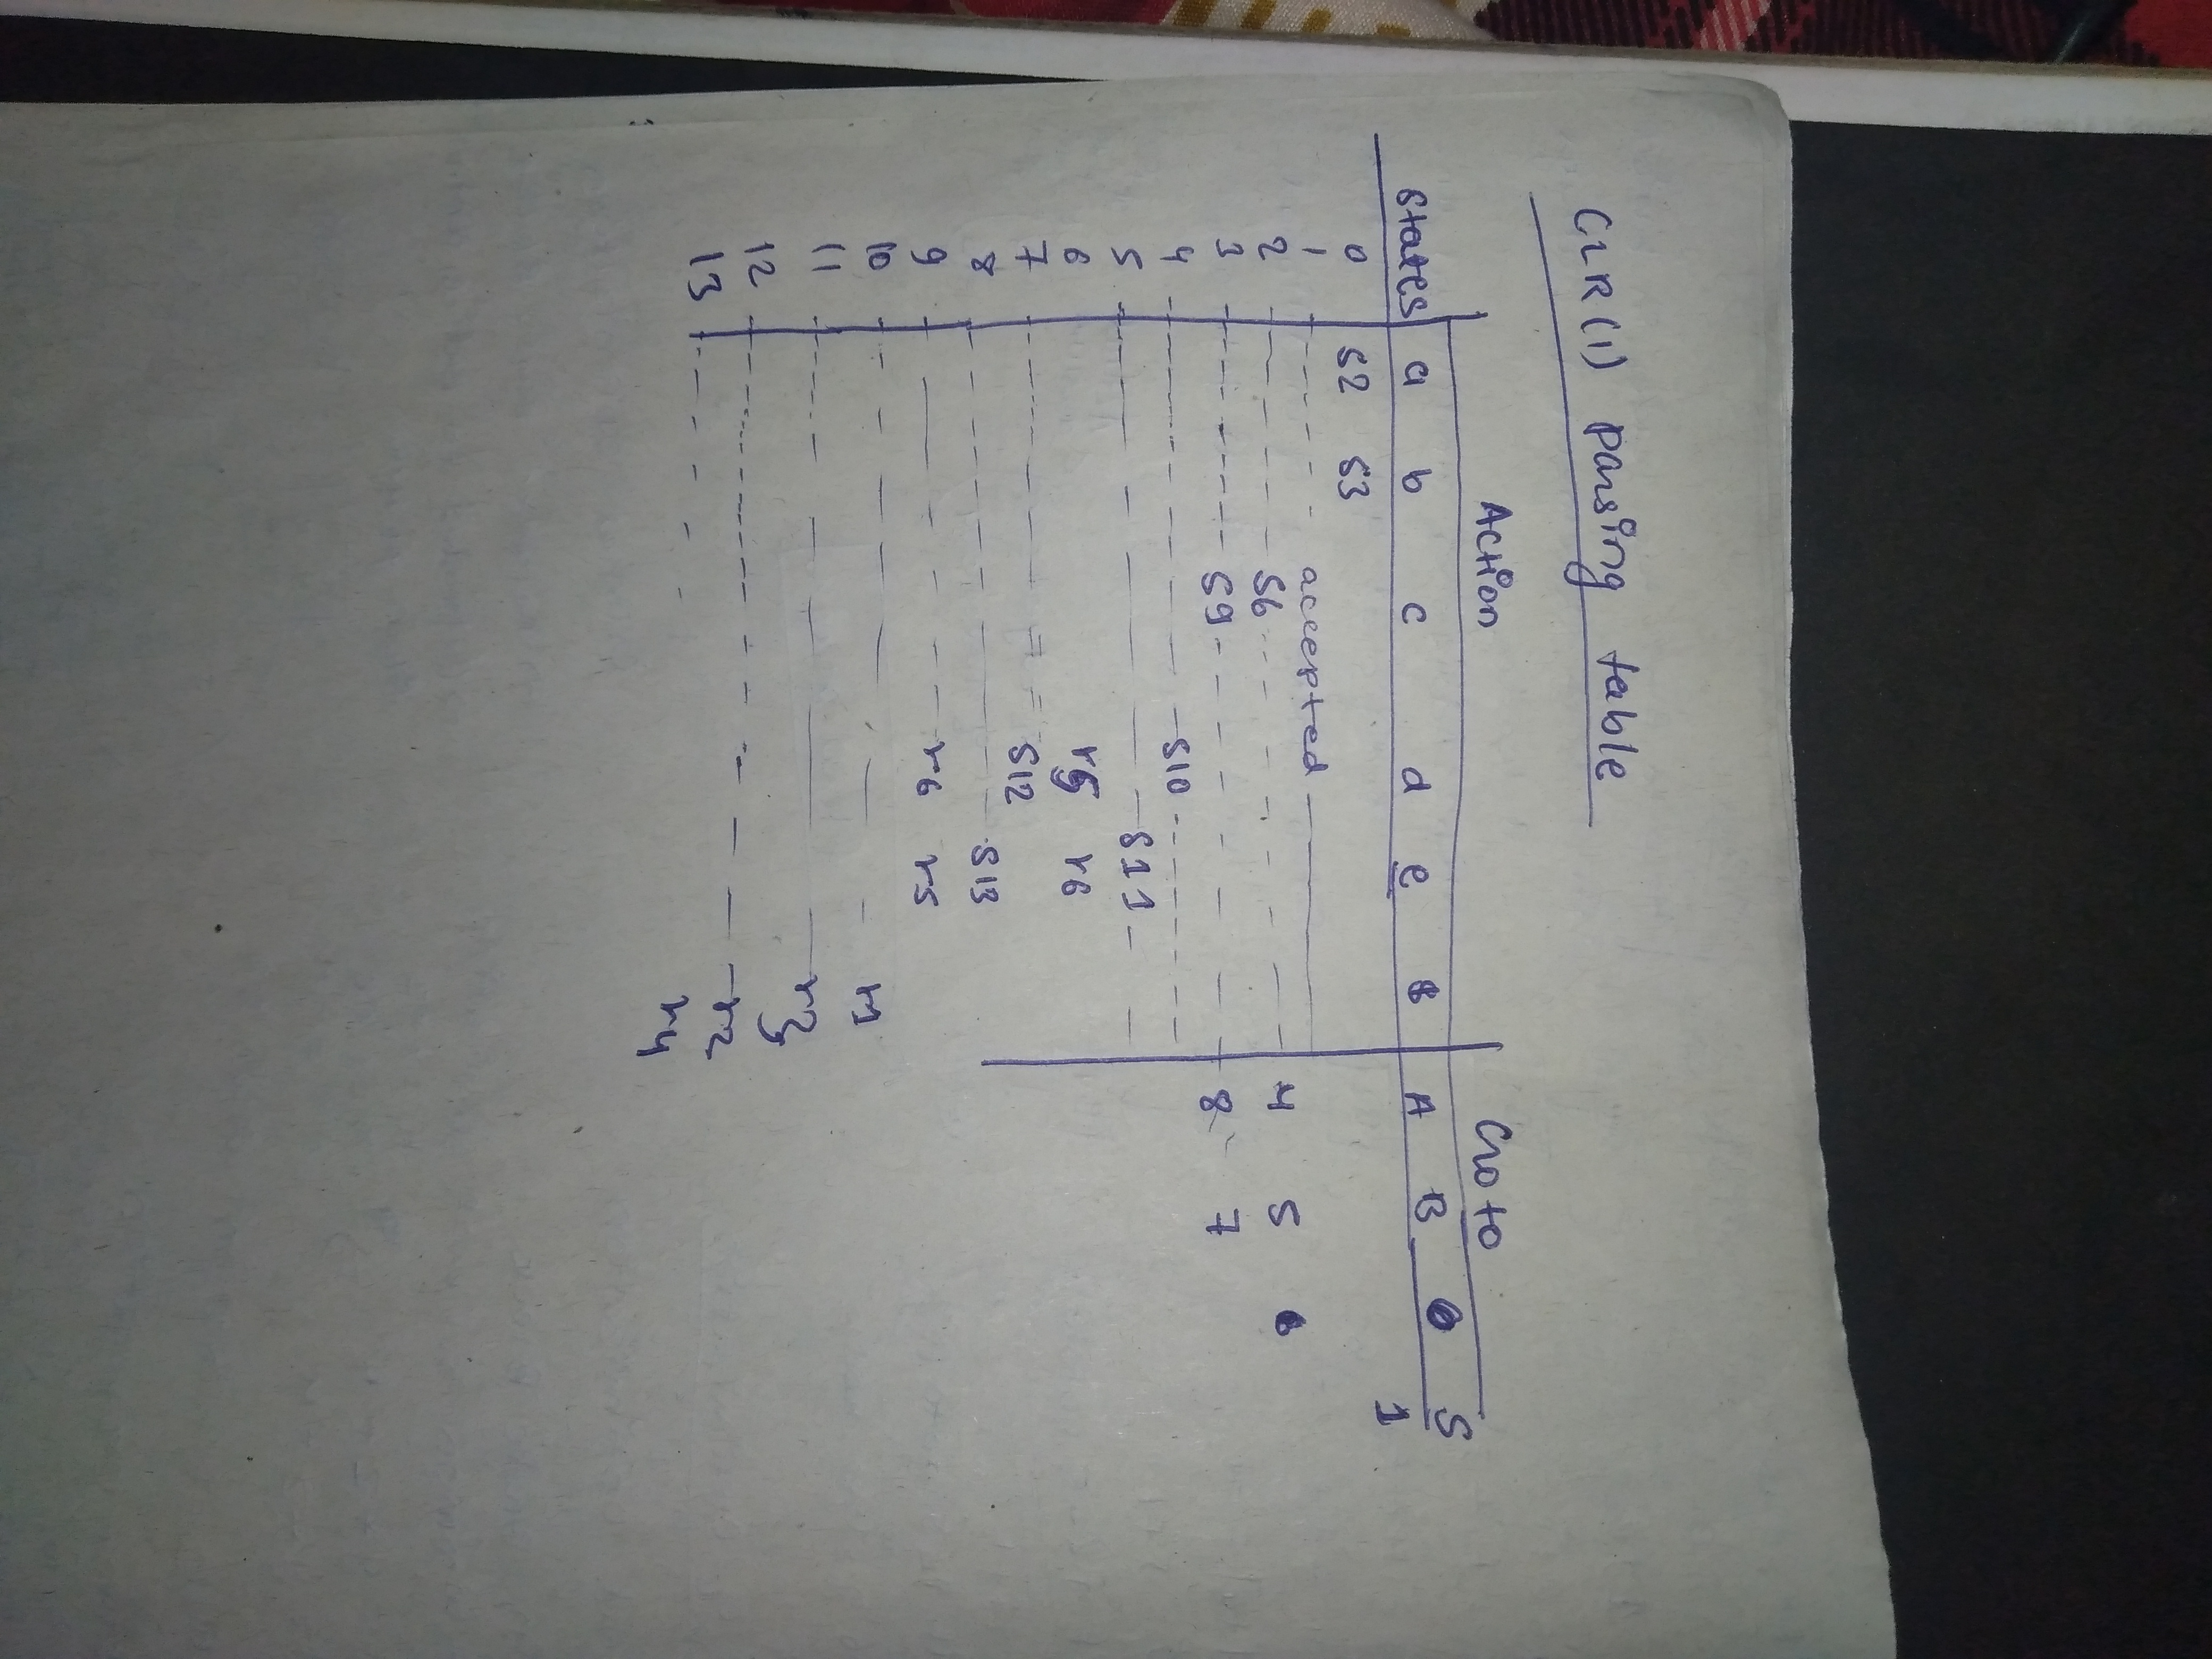 CLR(1) Parsing table
Action Goto
States a b c d e $ A B S
0 S2 S3 1
1 accepted
2 S6 4 5
3 S9 8 7
4 S10
5 S11
6 r5 r6
7 S12
8 S13
9 r6 r5
10 r1
11
12 r2
13 r4